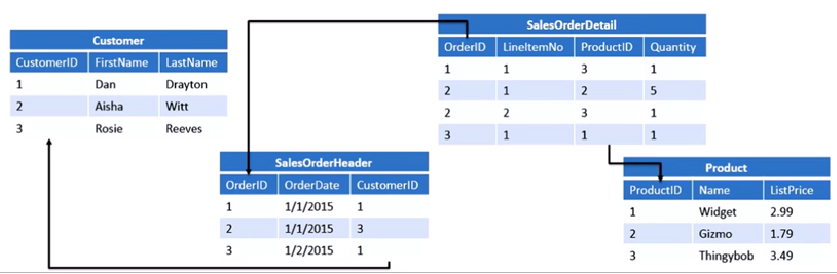 Customer
CustomerID FirstName LastName
1 Dan Drayton
2 Aisha Witt
3 Rosie Reeves
SalesOrderDetail
OrderID LineItemNo ProductID Quantity
1 1 3 1
2 1 2 5
2 2 3 1
3 1 1 1
SalesOrderHeader
OrderID OrderDate CustomerID
1 1/1/2015 1
2 1/1/2015 3
3 1/2/2015 1
Product
ProductID Name ListPrice
1 Widget 2.99
2 Gizmo 1.79
3 Thingybob 3.49